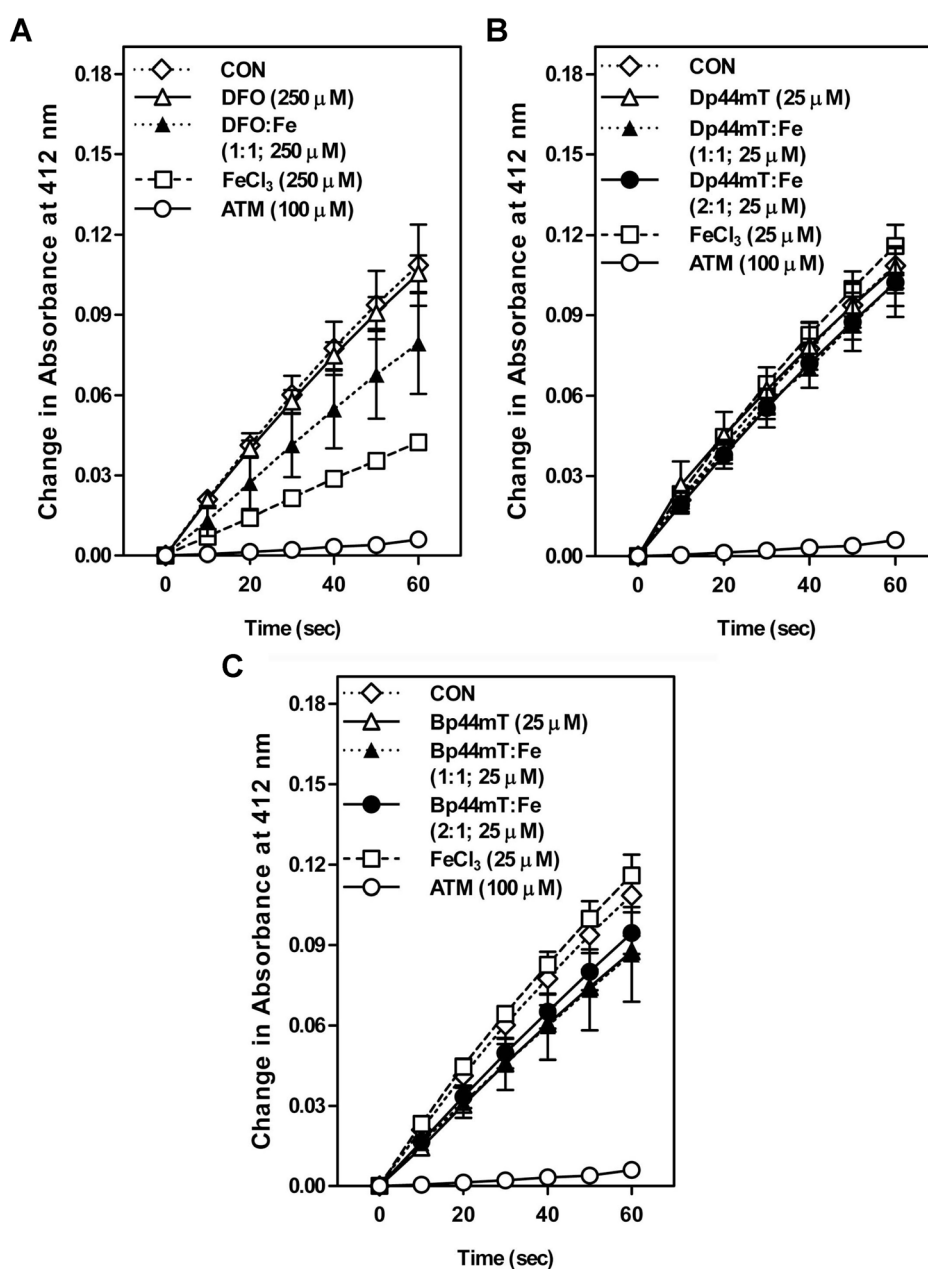 A
Change in Absorbance at 412 nm
0.18
0.15
0.12
0.09
0.06
0.03
0.00
CON
DFO (250 μM)
DFO:Fe
(1:1; 250 μM)
FeCl₃ (250 μM)
ATM (100 μM)
0 20 40 60
Time (sec)
B
Change in Absorbance at 412 nm
0.18
0.15
0.12
0.09
0.06
0.03
0.00
CON
Dp44mT (25 μM)
Dp44mT:Fe
(1:1; 25 μM)
Dp44mT:Fe
(2:1; 25 μM)
FeCl₃ (25 μM)
ATM (100 μM)
0 20 40 60
Time (sec)
C
Change in Absorbance at 412 nm
0.18
0.15
0.12
0.09
0.06
0.03
0.00
CON
Bp44mT (25 μM)
Bp44mT:Fe
(1:1; 25 μM)
Bp44mT:Fe
(2:1; 25 μM)
FeCl₃ (25 μM)
ATM (100 μM)
0 20 40 60
Time (sec)